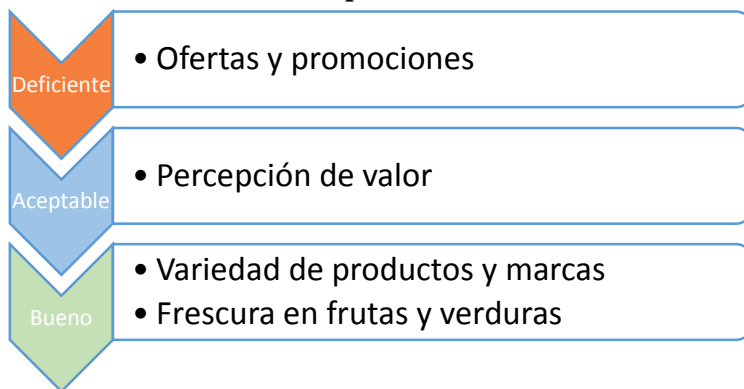 Deficiente
• Ofertas y promociones
Aceptable
• Percepción de valor
Bueno
• Variedad de productos y marcas
• Frescura en frutas y verduras